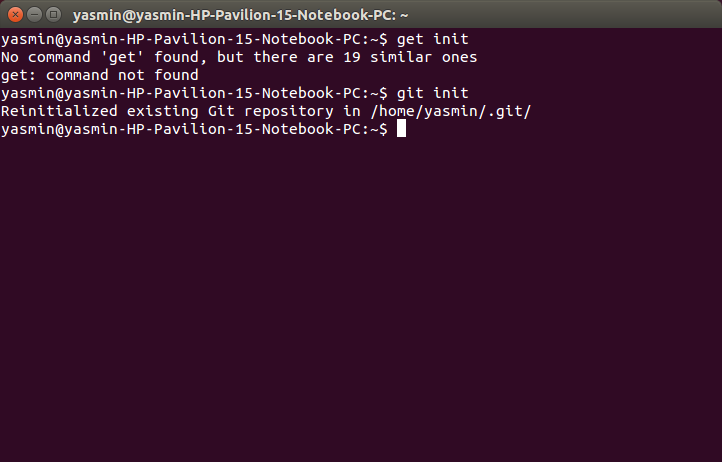 yasmin@yasmin-HP-Pavilion-15-Notebook-PC: ~
yasmin@yasmin-HP-Pavilion-15-Notebook-PC:~$ get init
No command 'get' found, but there are 19 similar ones
get: command not found
yasmin@yasmin-HP-Pavilion-15-Notebook-PC:~$ git init
Reinitialized existing Git repository in /home/yasmin/.git/
yasmin@yasmin-HP-Pavilion-15-Notebook-PC:~$